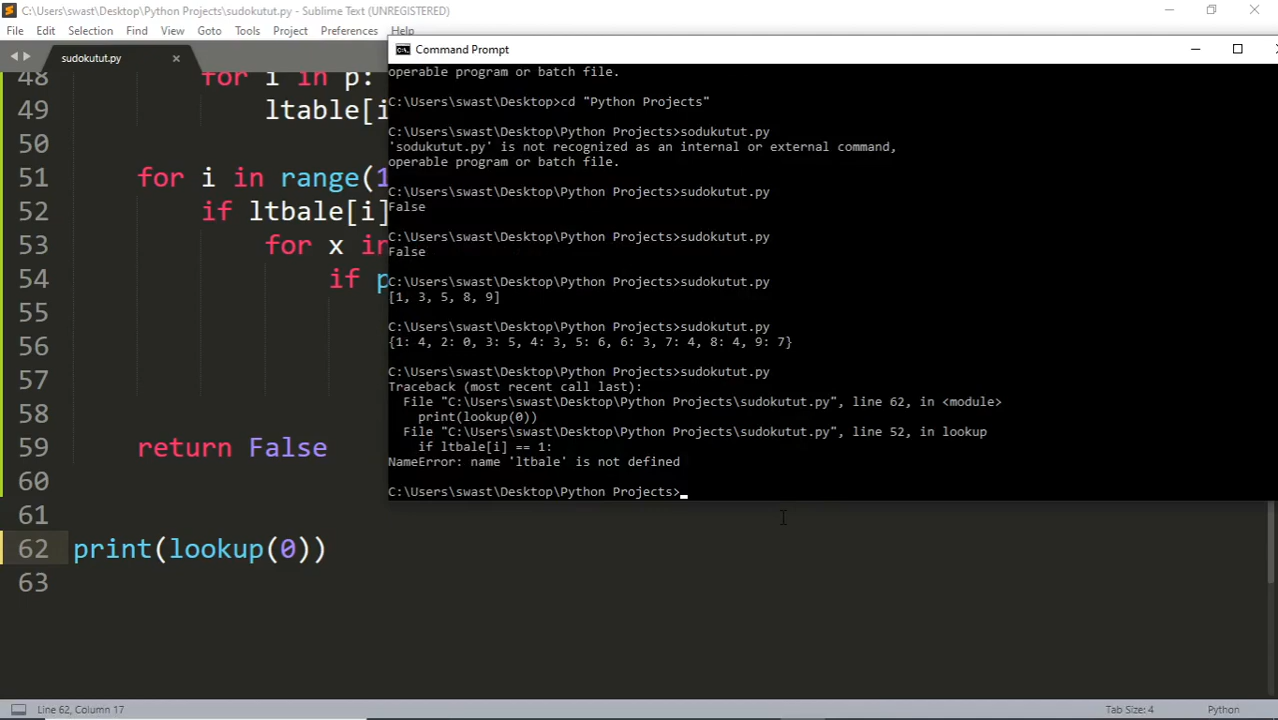 C:\Users\swast\Desktop\Python Projects\sudokutut.py - Sublime Text (UNREGISTERED)
File Edit Selection Find View Goto Tools Project Preferences Help
sudokutut.py
48 for i in p:
49 ltable[i
50
51 for i in range(1
52 if ltbale[i]
53 for x in
54 if p
55
56
57
58
59 return False
60
61
62 print(lookup(0))
63
Command Prompt
operable program or batch file.
C:\Users\swast\Desktop>cd "Python Projects"
C:\Users\swast\Desktop\Python Projects>sodukutut.py
'sodukutut.py' is not recognized as an internal or external command,
operable program or batch file.
C:\Users\swast\Desktop\Python Projects>sudokutut.py
False
C:\Users\swast\Desktop\Python Projects>sudokutut.py
False
C:\Users\swast\Desktop\Python Projects>sudokutut.py
[1, 3, 5, 8, 9]
C:\Users\swast\Desktop\Python Projects>sudokutut.py
{1: 4, 2: 0, 3: 5, 4: 3, 5: 6, 6: 3, 7: 4, 8: 4, 9: 7}
C:\Users\swast\Desktop\Python Projects>sudokutut.py
Traceback (most recent call last):
File "C:\Users\swast\Desktop\Python Projects\sudokutut.py", line 62, in <module>
print(lookup(0))
File "C:\Users\swast\Desktop\Python Projects\sudokutut.py", line 52, in lookup
if ltbale[i] == 1:
NameError: name 'ltbale' is not defined
C:\Users\swast\Desktop\Python Projects>
Line 62, Column 17
Tab Size: 4
Python